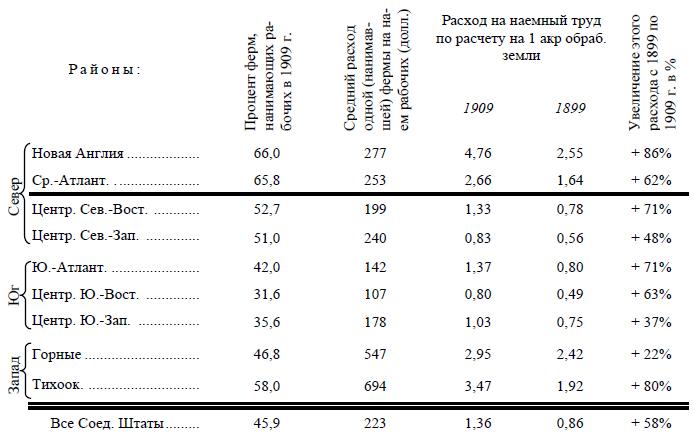 Районы:
Процент ферм,
нанимающих ра-
бочих в 1909 г.
Средний расход
одной (нанимав-
шей) фермы на на-
ем рабочих (долл.)
Расход на наемный труд
по расчету на 1 акр обраб.
земли
1909 1899
Увеличение этого
расхода с 1899 по
1909 г. в %
Север
Новая Англия ................... 66,0 277 4,76 2,55 + 86%
Ср.-Атлант. . ..................... 65,8 253 2,66 1,64 + 62%
Центр. Сев.-Вост. ............. 52,7 199 1,33 0,78 + 71%
Центр. Сев.-Зап. ............... 51,0 240 0,83 0,56 + 48%
Юг
Ю.-Атлант. ....................... 42,0 142 1,37 0,80 + 71%
Центр. Ю.-Вост. ............... 31,6 107 0,80 0,49 + 63%
Центр. Ю.-Зап. ................ 35,6 178 1,03 0,75 + 37%
Запад
Горные ............................. 46,8 547 2,95 2,42 + 22%
Тихоок. ............................. 58,0 694 3,47 1,92 + 80%
Все Соед. Штаты......... 45,9 223 1,36 0,86 + 58%